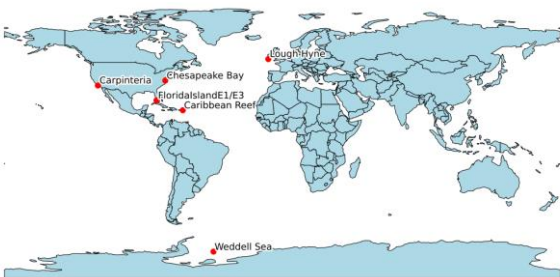 Lough Hyne
Chesapeake Bay
Carpinteria
FloridaIslandE1/E3
Caribbean Reef
Weddell Sea